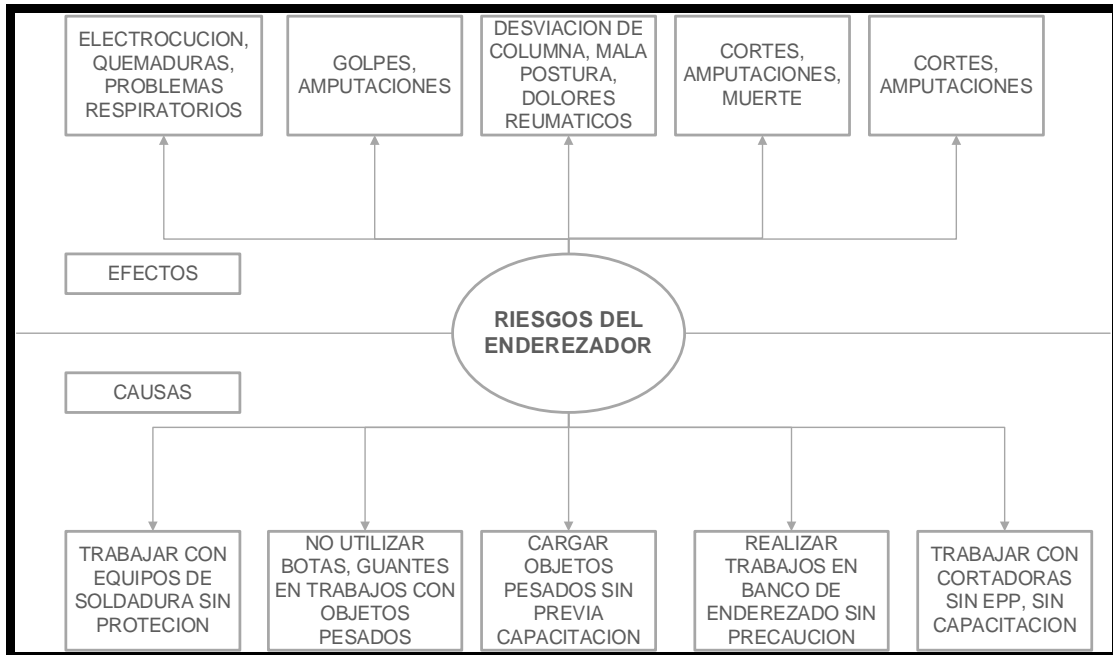 ELECTROCUCION,
QUEMADURAS,
PROBLEMAS
RESPIRATORIOS
GOLPES,
AMPUTACIONES
DESVIACION DE
COLUMNA, MALA
POSTURA,
DOLORES
REUMATICOS
CORTES,
AMPUTACIONES,
MUERTE
CORTES,
AMPUTACIONES
EFECTOS
RIESGOS DEL
ENDEREZADOR
CAUSAS
TRABAJAR CON
EQUIPOS DE
SOLDADURA SIN
PROTECION
NO UTILIZAR
BOTAS, GUANTES
EN TRABAJOS CON
OBJETOS
PESADOS
CARGAR
OBJETOS
PESADOS SIN
PREVIA
CAPACITACION
REALIZAR
TRABAJOS EN
BANCO DE
ENDEREZADO SIN
PRECAUCION
TRABAJAR CON
CORTADORAS
SIN EPP, SIN
CAPACITACION